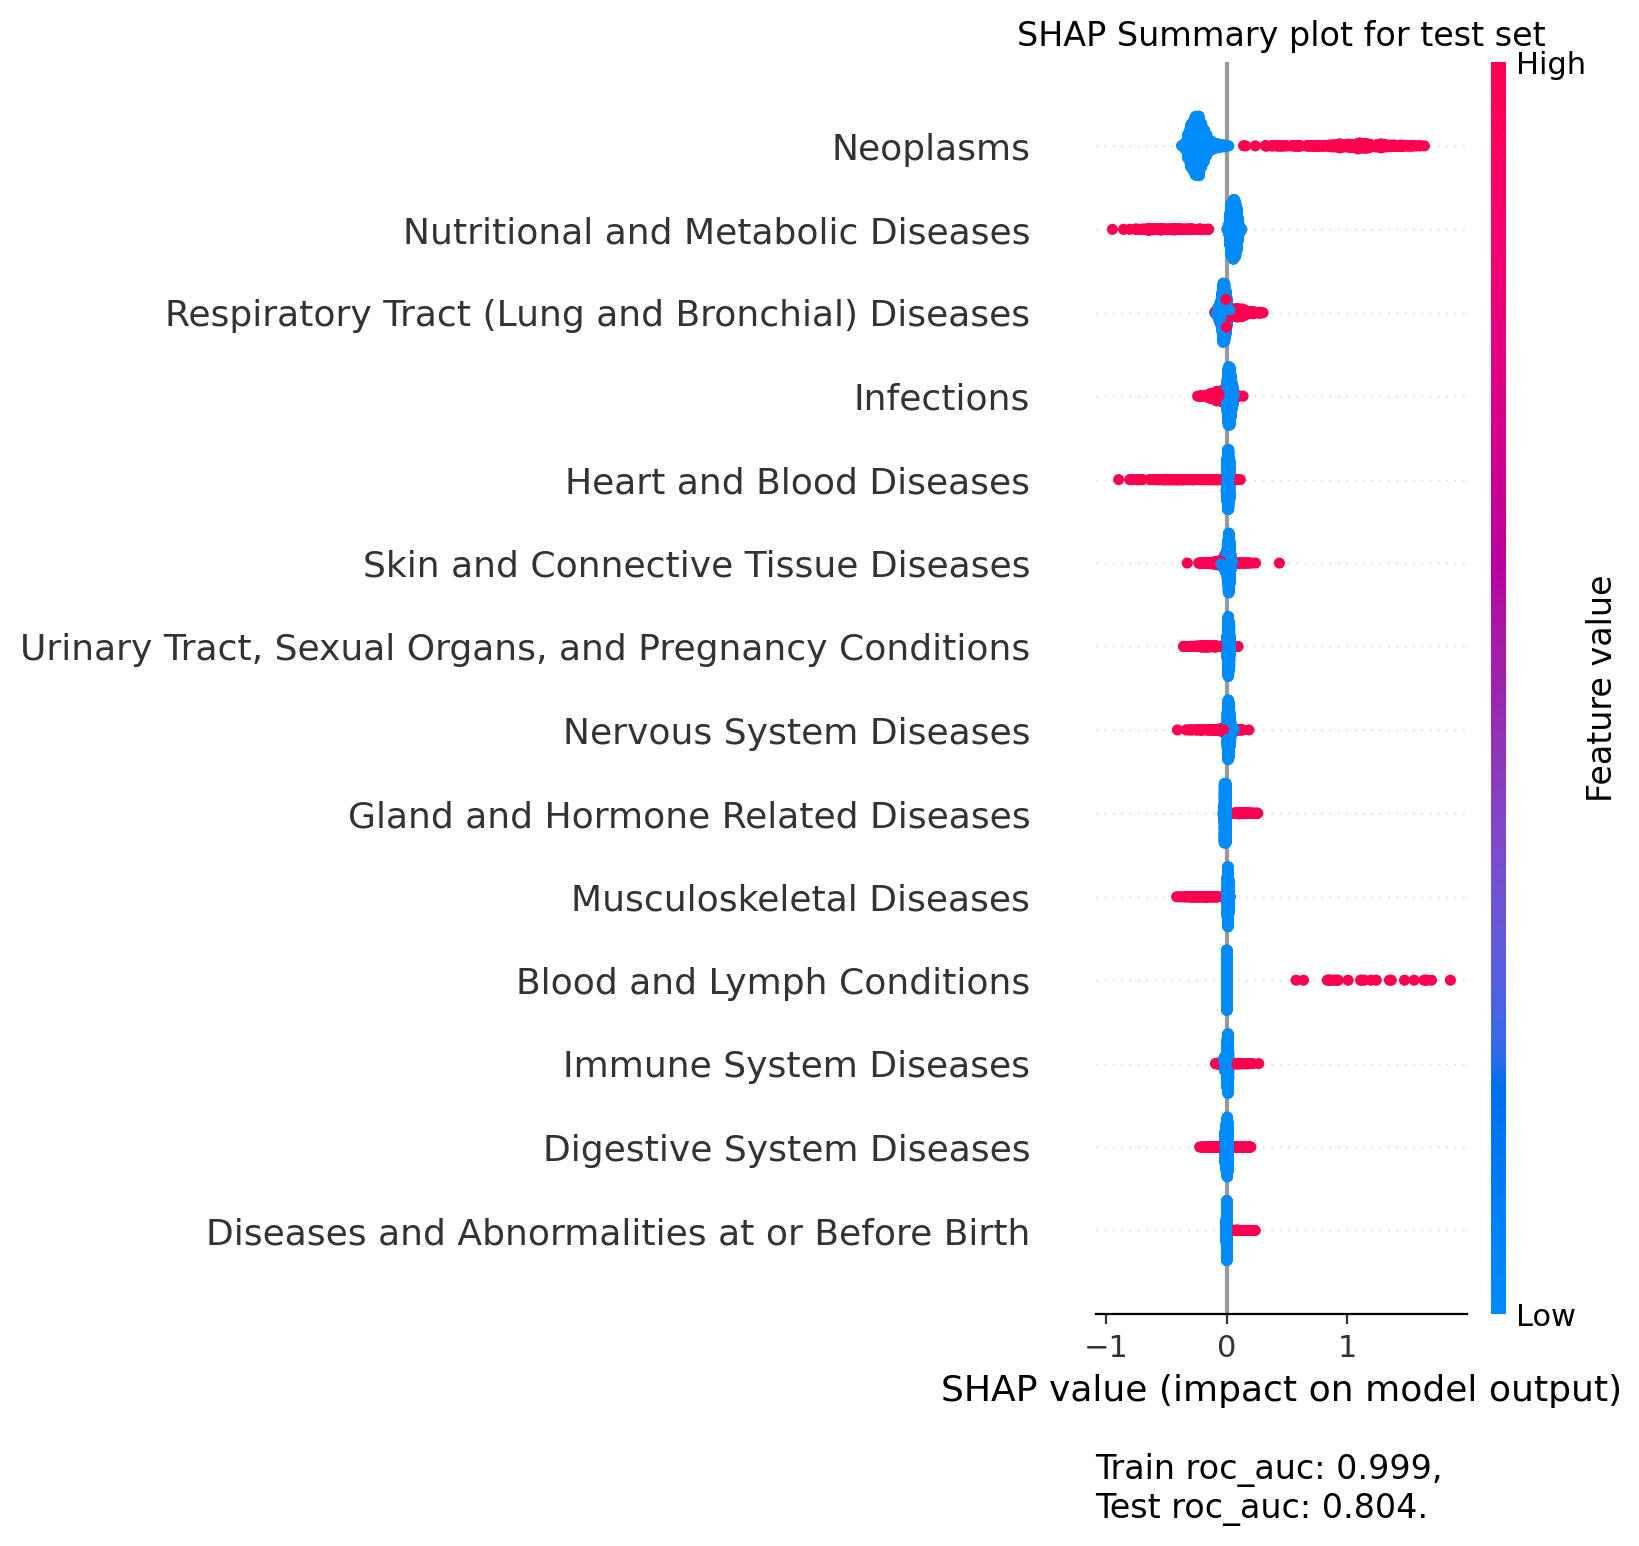 SHAP Summary plot for test set
High
Neoplasms
Nutritional and Metabolic Diseases
Respiratory Tract (Lung and Bronchial) Diseases
Infections
Heart and Blood Diseases
Skin and Connective Tissue Diseases
Urinary Tract, Sexual Organs, and Pregnancy Conditions
Nervous System Diseases
Gland and Hormone Related Diseases
Musculoskeletal Diseases
Blood and Lymph Conditions
Immune System Diseases
Digestive System Diseases
Diseases and Abnormalities at or Before Birth
Feature value
Low
−1 0 1
SHAP value (impact on model output)
Train roc_auc: 0.999,
Test roc_auc: 0.804.